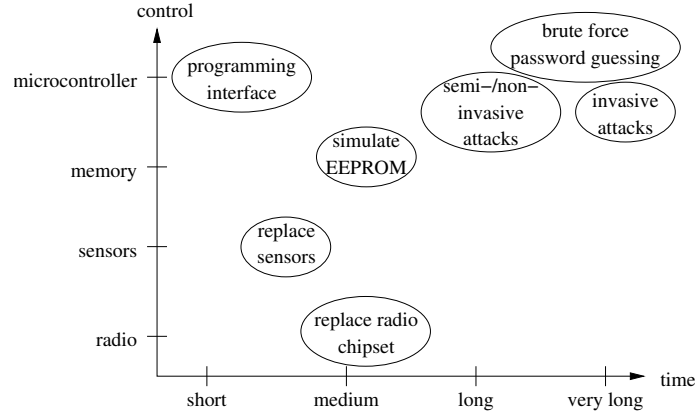 control
brute force
password guessing
programming
interface
microcontroller
semi–/non–
invasive
attacks
invasive
attacks
simulate
EEPROM
memory
replace
sensors
sensors
replace radio
chipset
radio
time
short
medium
long
very long